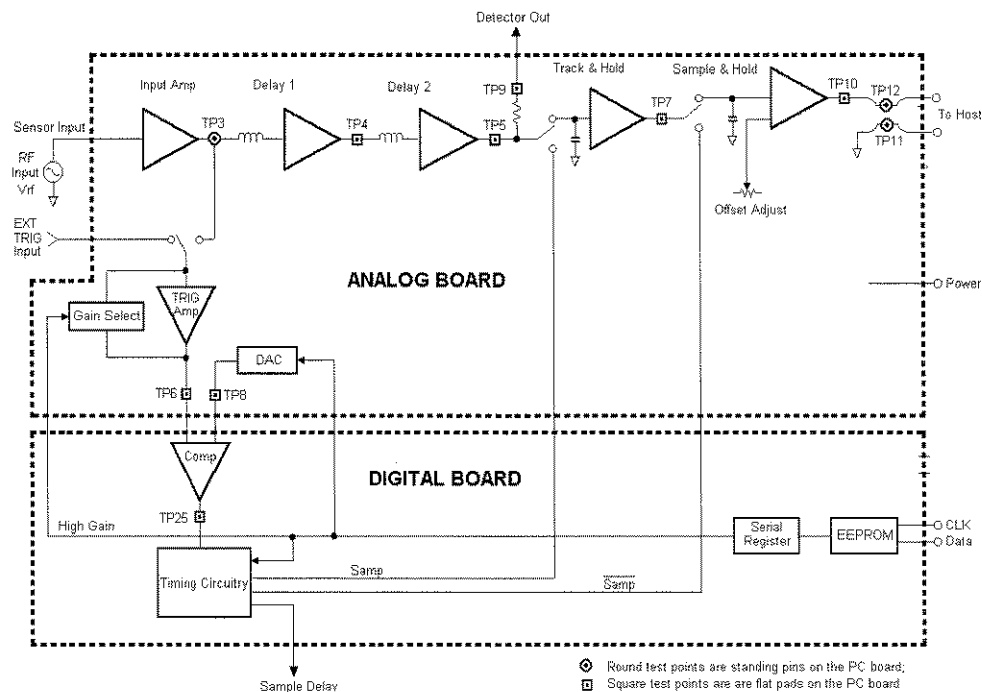 Detector Out
Input Amp
Delay 1
Delay 2
Track & Hold
Sample & Hold
TP9
TP10
TP12
TP3
TP4
TP5
TP7
Sensor Input
To Host
TP11
RF
Input
Vrf
Offset Adjust
EXT
TRIG
Input
ANALOG BOARD
Power
TRIG
Amp
Gain Select
DAC
TP6
TP8
Comp
DIGITAL BOARD
TP25
High Gain
Serial
Register
EEPROM
CLK
Data
Timing Circuitry
Samp
Samp
Sample Delay
Round test points are standing pins on the PC board;
Square test points are are flat pads on the PC board